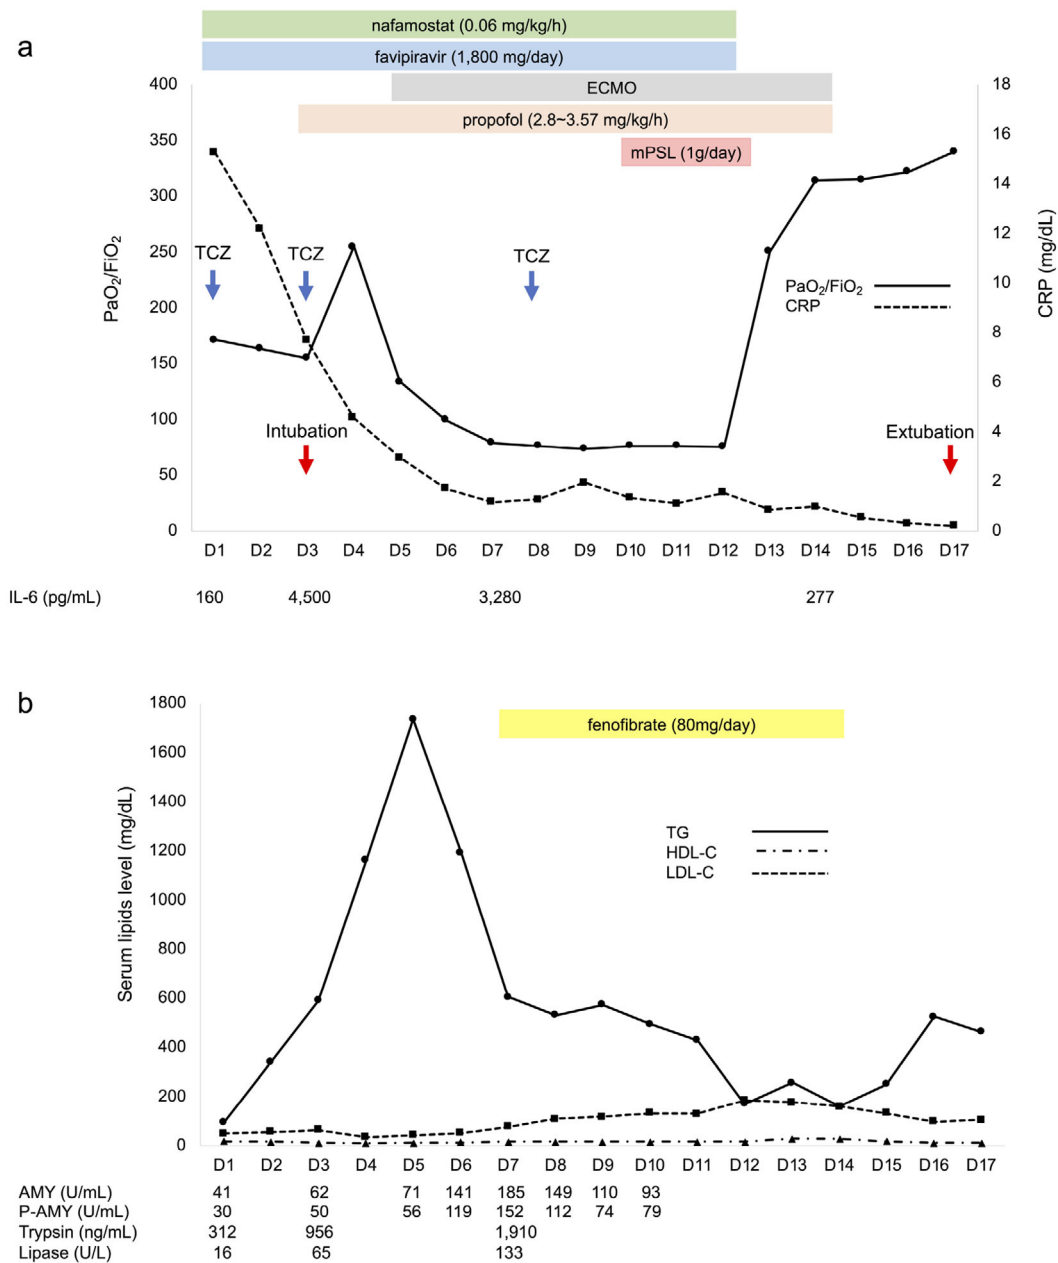 a
nafamostat (0.06 mg/kg/h)
favipiravir (1,800 mg/day)
ECMO
propofol (2.8~3.57 mg/kg/h)
mPSL (1g/day)
400
350
300
250
200
150
100
50
0
PaO₂/FiO₂
18
16
14
12
10
8
6
4
2
0
CRP (mg/dL)
TCZ TCZ TCZ
PaO₂/FiO₂
CRP
Intubation Extubation
D1 D2 D3 D4 D5 D6 D7 D8 D9 D10 D11 D12 D13 D14 D15 D16 D17
IL-6 (pg/mL) 160 4,500 3,280 277
b
fenofibrate (80mg/day)
1800
1600
1400
1200
1000
800
600
400
200
0
Serum lipids level (mg/dL)
TG
HDL-C
LDL-C
D1 D2 D3 D4 D5 D6 D7 D8 D9 D10 D11 D12 D13 D14 D15 D16 D17
AMY (U/mL) 41 62 71 141 185 149 110 93
P-AMY (U/mL) 30 50 56 119 152 112 74 79
Trypsin (ng/mL) 312 956 1,910
Lipase (U/L) 16 65 133